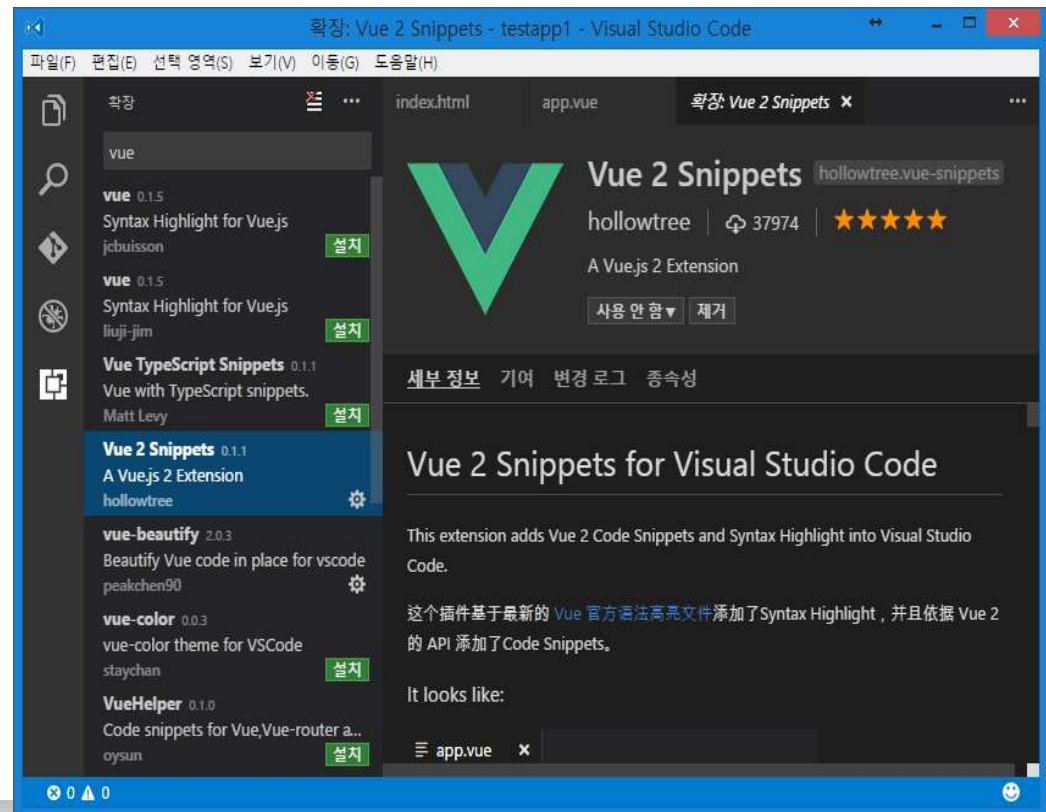 확장: Vue 2 Snippets - testapp1 - Visual Studio Code
파일(F) 편집(E) 선택 영역(S) 보기(V) 이동(G) 도움말(H)
확장
vue
vue 0.1.5
Syntax Highlight for Vue.js
jcbuisson 설치
vue 0.1.5
Syntax Highlight for Vue.js
liuji-jim 설치
Vue TypeScript Snippets 0.1.1
Vue with TypeScript snippets.
Matt Levy 설치
Vue 2 Snippets 0.1.1
A Vue.js 2 Extension
hollowtree
vue-beautify 2.0.3
Beautify Vue code in place for vscode
peakchen90
vue-color 0.0.3
vue-color theme for VSCode
staychan 설치
VueHelper 0.1.0
Code snippets for Vue,Vue-router a...
oysun 설치
index.html app.vue 확장: Vue 2 Snippets
Vue 2 Snippets hollowtree.vue-snippets
hollowtree 37974
A Vue.js 2 Extension
사용 안 함 제거
세부 정보 기여 변경 로그 종속성
Vue 2 Snippets for Visual Studio Code
This extension adds Vue 2 Code Snippets and Syntax Highlight into Visual Studio
Code.
这个插件基于最新的 Vue 官方语法高亮文件添加了Syntax Highlight，并且依据 Vue 2
的 API 添加了Code Snippets。
It looks like:
app.vue
0 0